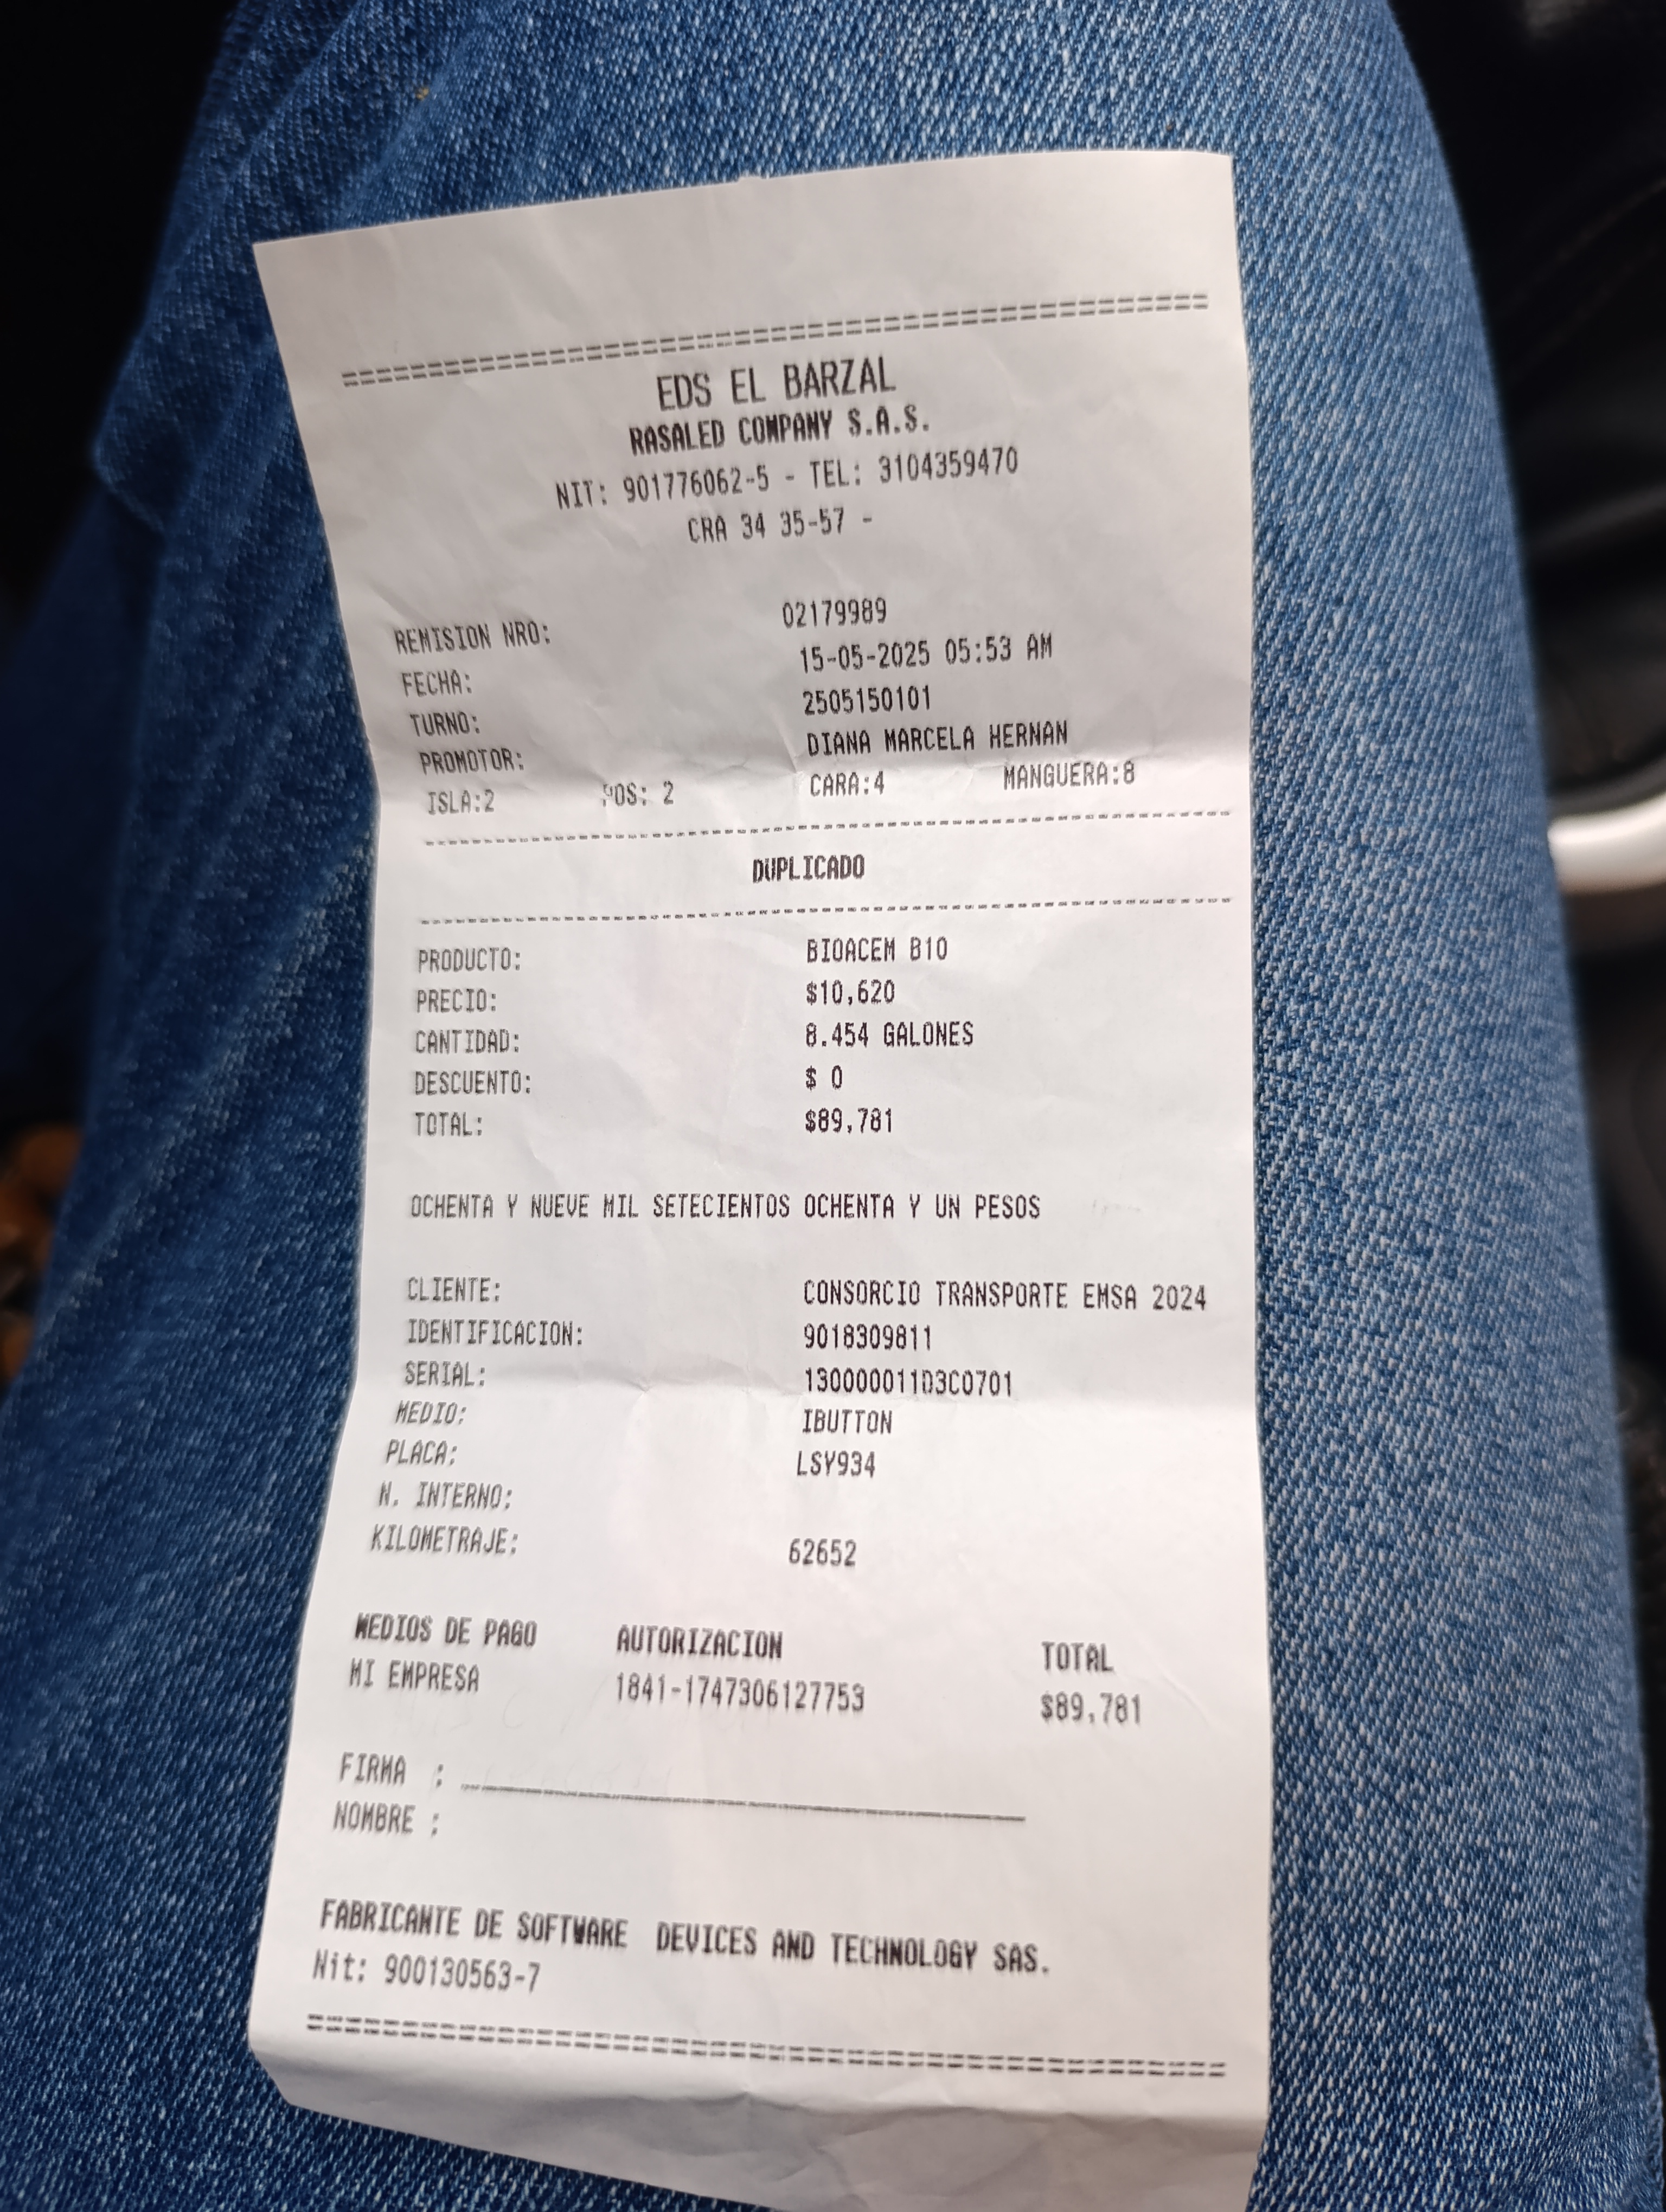 ================================================
EDS EL BARZAL
RASALED COMPANY S.A.S.
NIT: 901776062-5 - TEL: 3104359470
CRA 34 35-57 -
REMISION NRO: 02179989
FECHA: 15-05-2025 05:53 AM
TURNO: 2505150101
PROMOTOR: DIANA MARCELA HERNAN
ISLA:2 POS: 2 CARA:4 MANGUERA:8
------------------------------------------------
DUPLICADO
------------------------------------------------
PRODUCTO: BIOACEM B10
PRECIO: $10,620
CANTIDAD: 8.454 GALONES
DESCUENTO: $ 0
TOTAL: $89,781
OCHENTA Y NUEVE MIL SETECIENTOS OCHENTA Y UN PESOS
CLIENTE: CONSORCIO TRANSPORTE EMSA 2024
IDENTIFICACION: 9018309811
SERIAL: 130000011D3C0701
MEDIO: IBUTTON
PLACA: LSY934
N. INTERNO:
KILOMETRAJE: 62652
MEDIOS DE PAGO AUTORIZACION TOTAL
MI EMPRESA 1841-1747306127753 $89,781
FIRMA : ______________________________
NOMBRE :
FABRICANTE DE SOFTWARE DEVICES AND TECHNOLOGY SAS.
Nit: 900130563-7
================================================